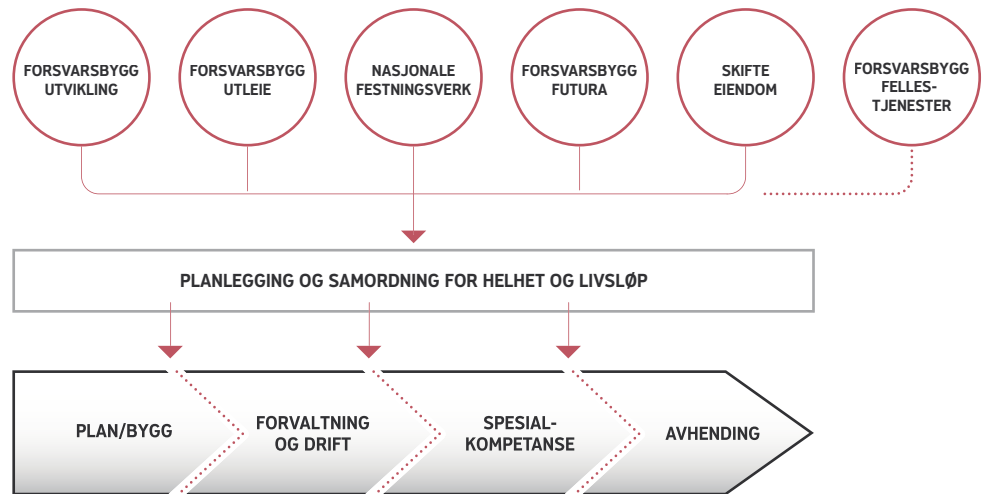 FORSVARSBYGG
UTVIKLING
FORSVARSBYGG
UTLEIE
NASJONALE
FESTNINGSVERK
FORSVARSBYGG
FUTURA
SKIFTE
EIENDOM
FORSVARSBYGG
FELLES-
TJENESTER
PLANLEGGING OG SAMORDNING FOR HELHET OG LIVSLØP
PLAN/BYGG
FORVALTNING
OG DRIFT
SPESIAL-
KOMPETANSE
AVHENDING